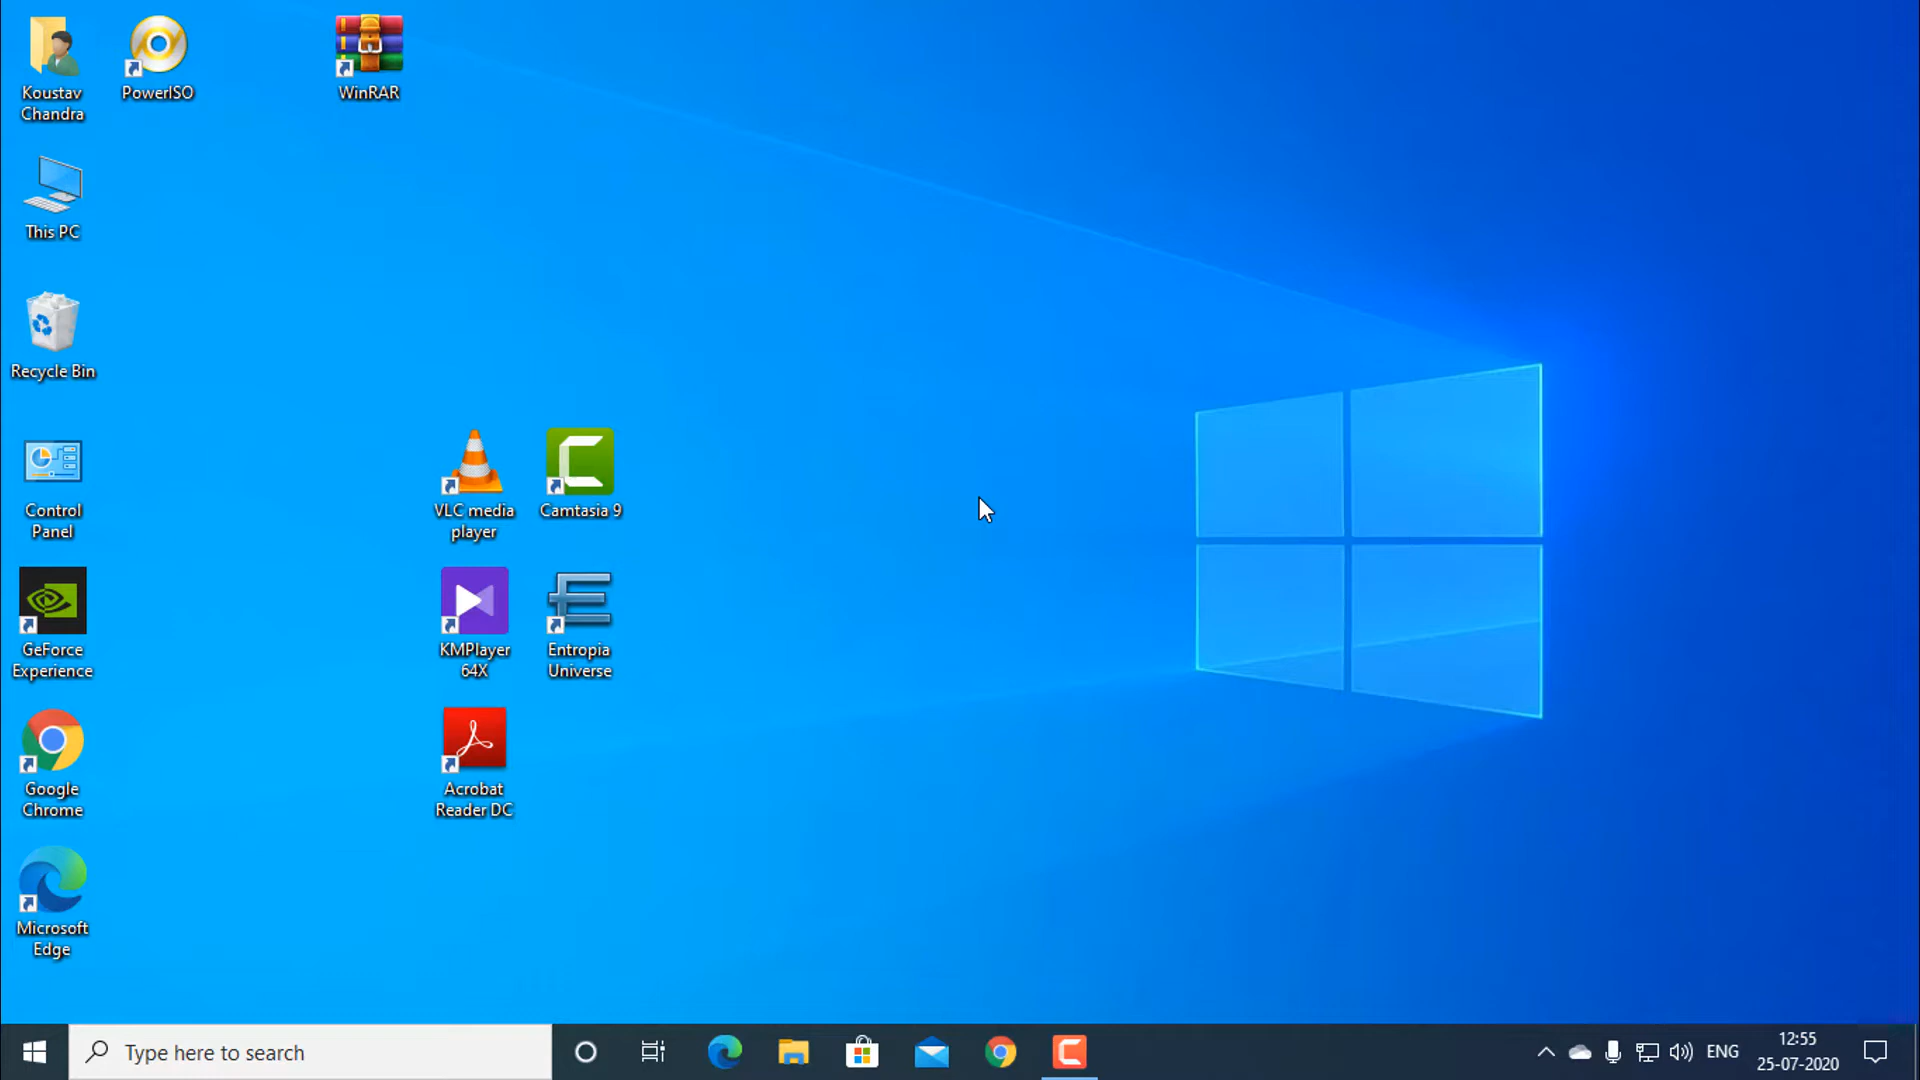 Koustav
Chandra
PowerISO
WinRAR
This PC
Recycle Bin
Control
Panel
VLC media
player
Camtasia 9
GeForce
Experience
KMPlayer
64X
Entropia
Universe
Google
Chrome
Acrobat
Reader DC
Microsoft
Edge
Type here to search
ENG
12:55
25-07-2020